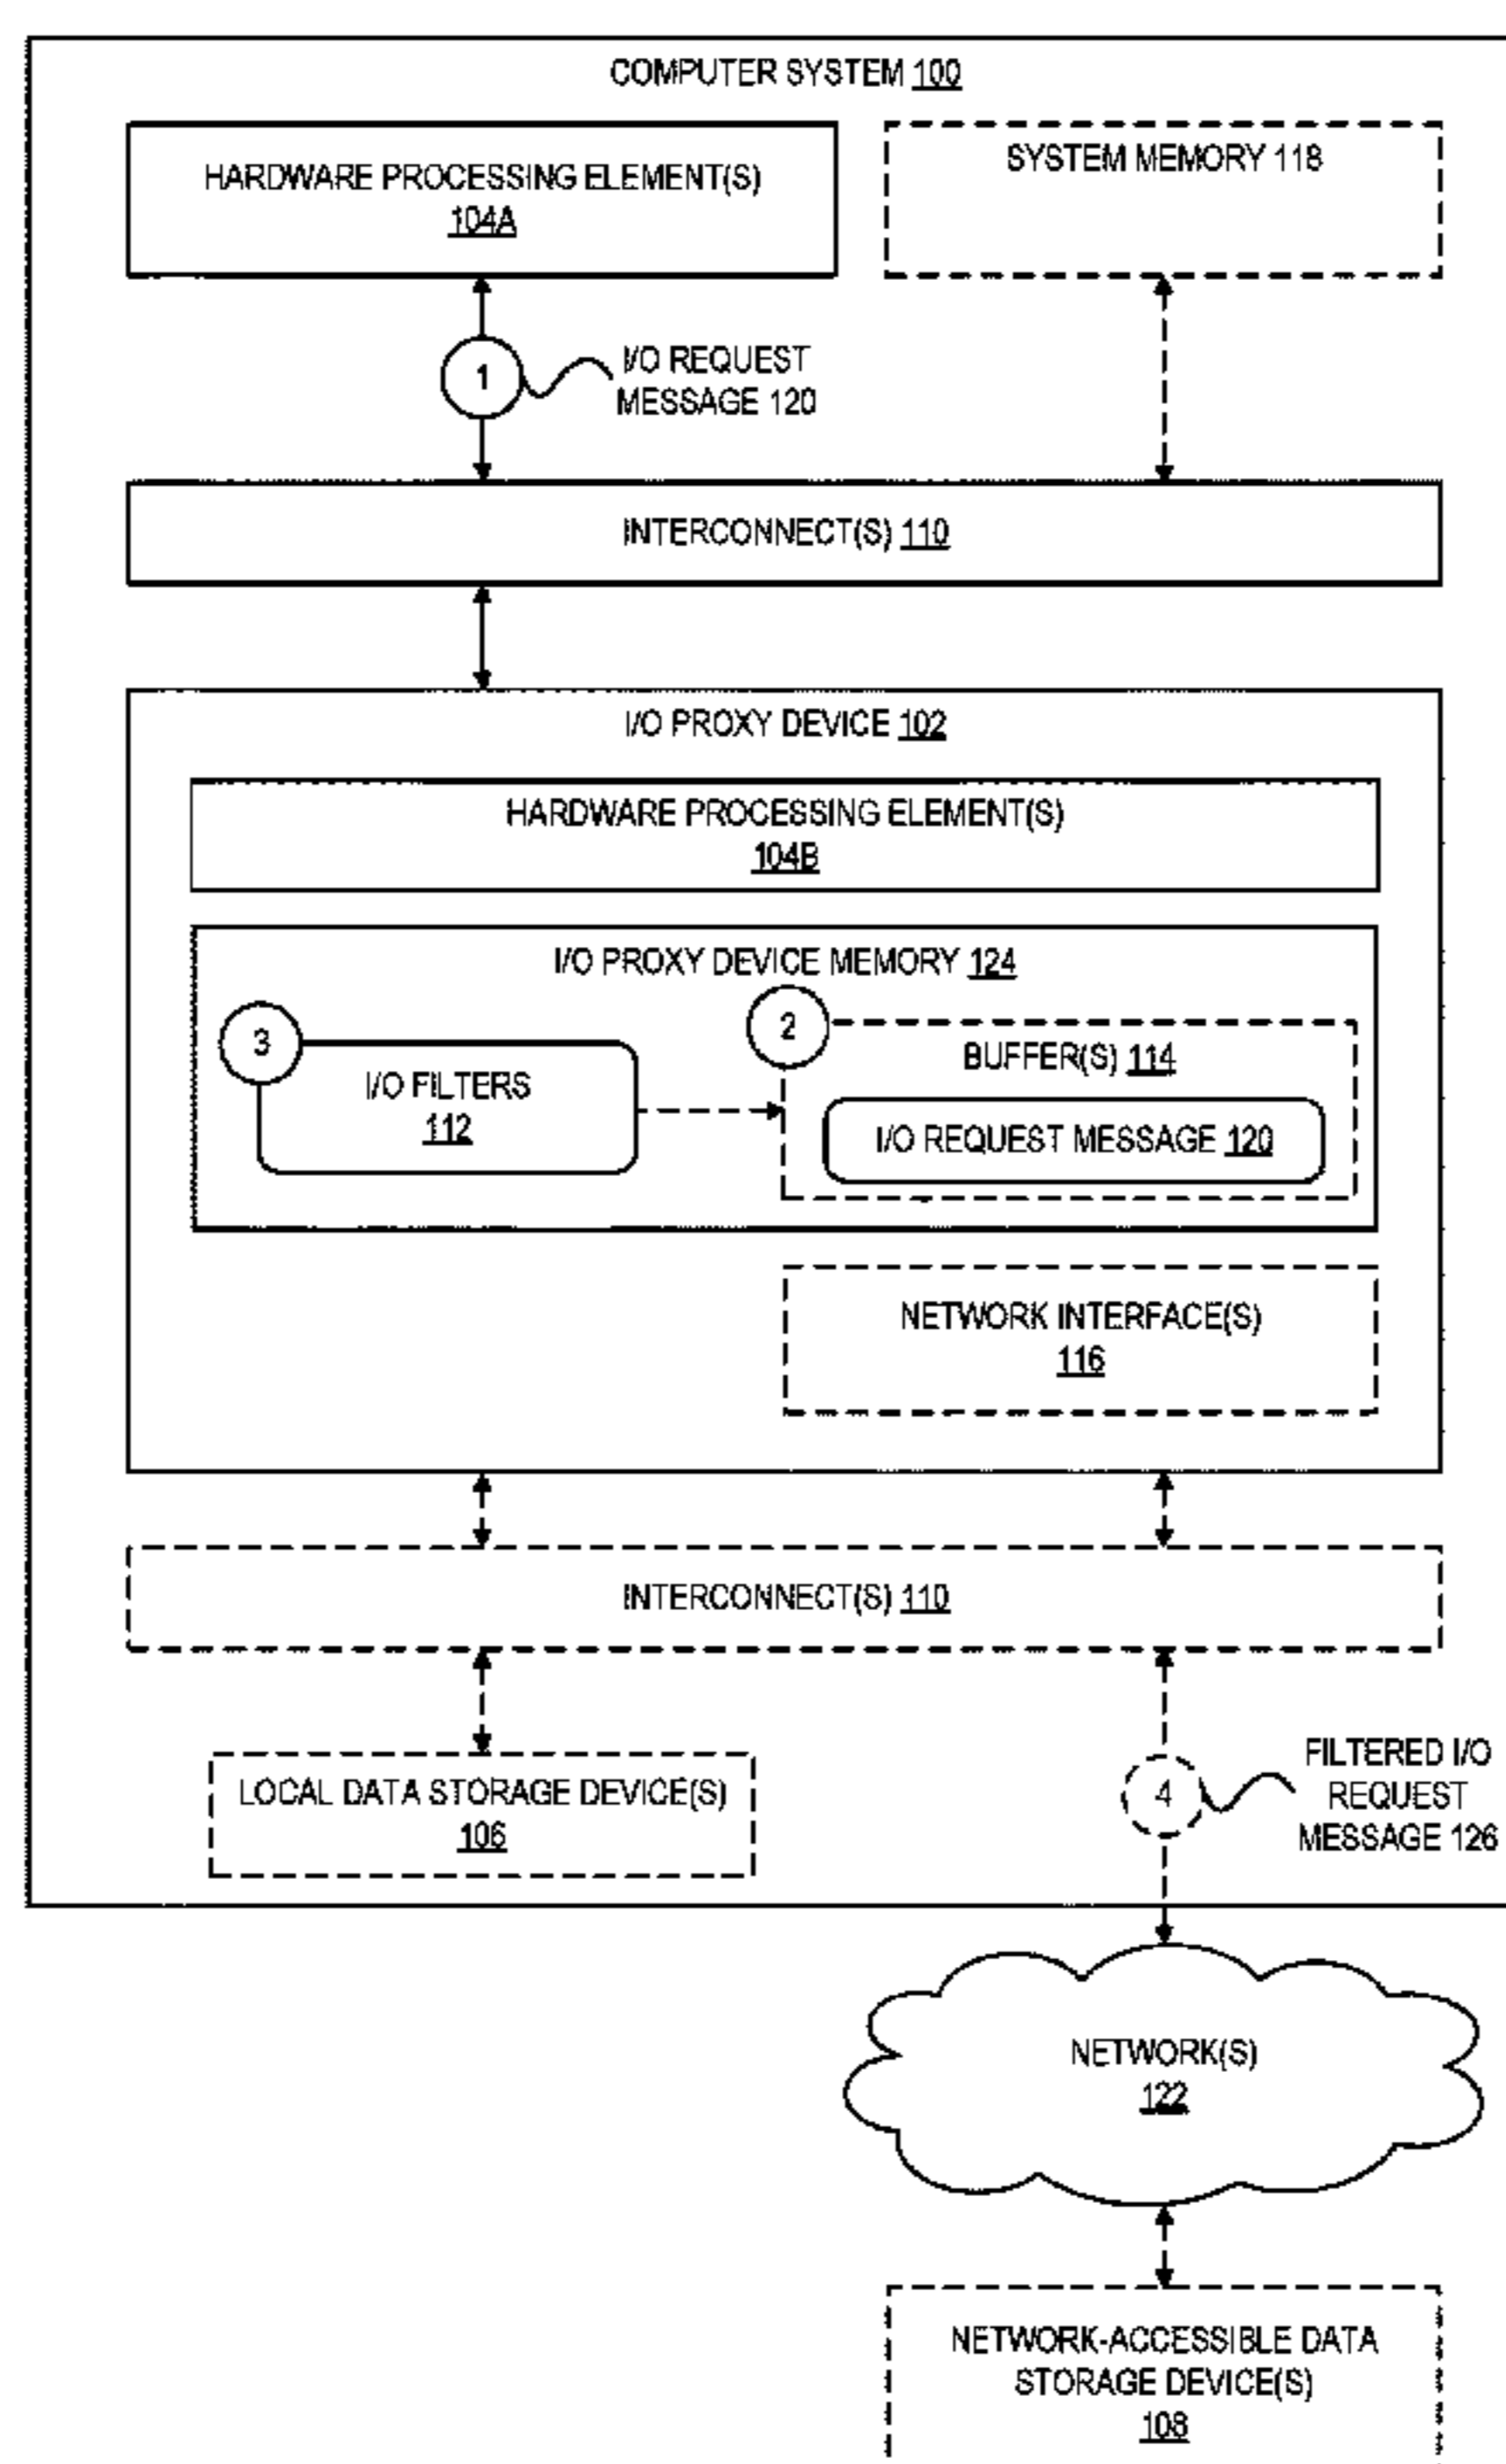 COMPUTER SYSTEM 100
HARDWARE PROCESSING ELEMENT(S)
104A
SYSTEM MEMORY 118
1
I/O REQUEST
MESSAGE 120
INTERCONNECT(S) 110
I/O PROXY DEVICE 102
HARDWARE PROCESSING ELEMENT(S)
104B
I/O PROXY DEVICE MEMORY 124
3
I/O FILTERS
112
2
BUFFER(S) 114
I/O REQUEST MESSAGE 120
NETWORK INTERFACE(S)
116
INTERCONNECT(S) 110
LOCAL DATA STORAGE DEVICE(S)
106
4
FILTERED I/O
REQUEST
MESSAGE 126
NETWORK(S)
122
NETWORK-ACCESSIBLE DATA
STORAGE DEVICE(S)
108